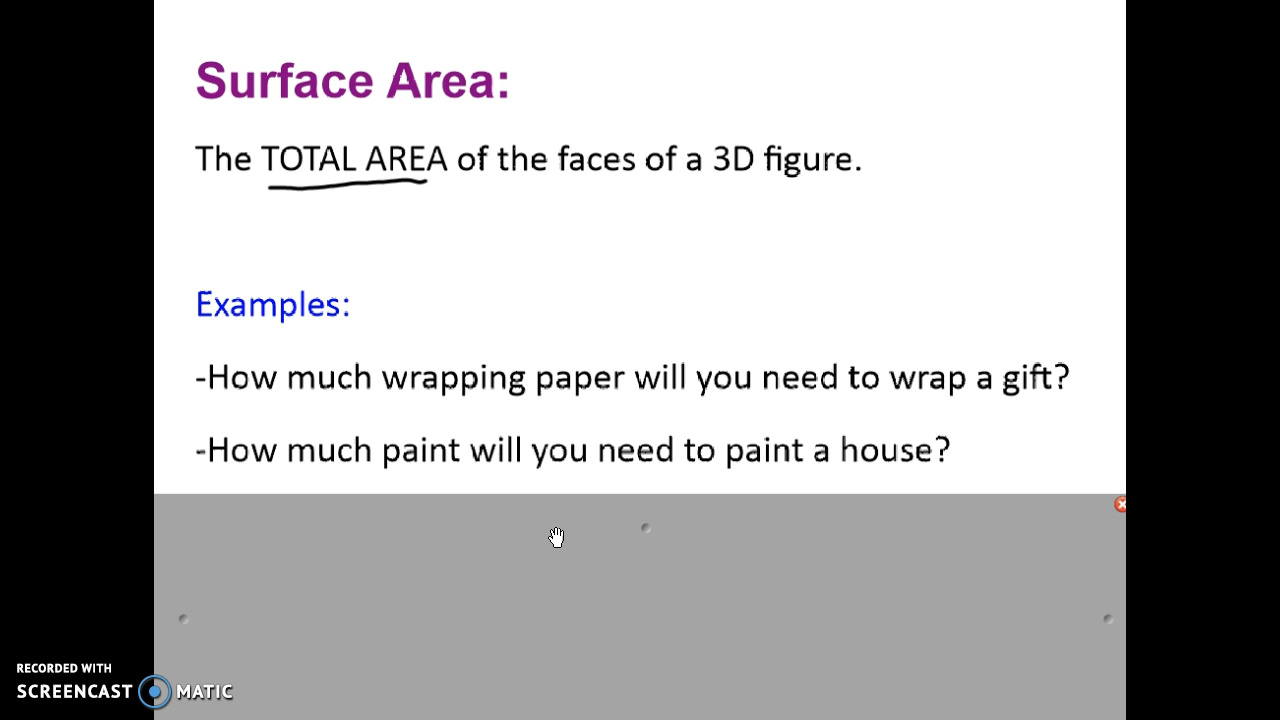 Surface Area:
The TOTAL AREA of the faces of a 3D figure.
Examples:
-How much wrapping paper will you need to wrap a gift?
-How much paint will you need to paint a house?
RECORDED WITH
SCREENCAST MATIC